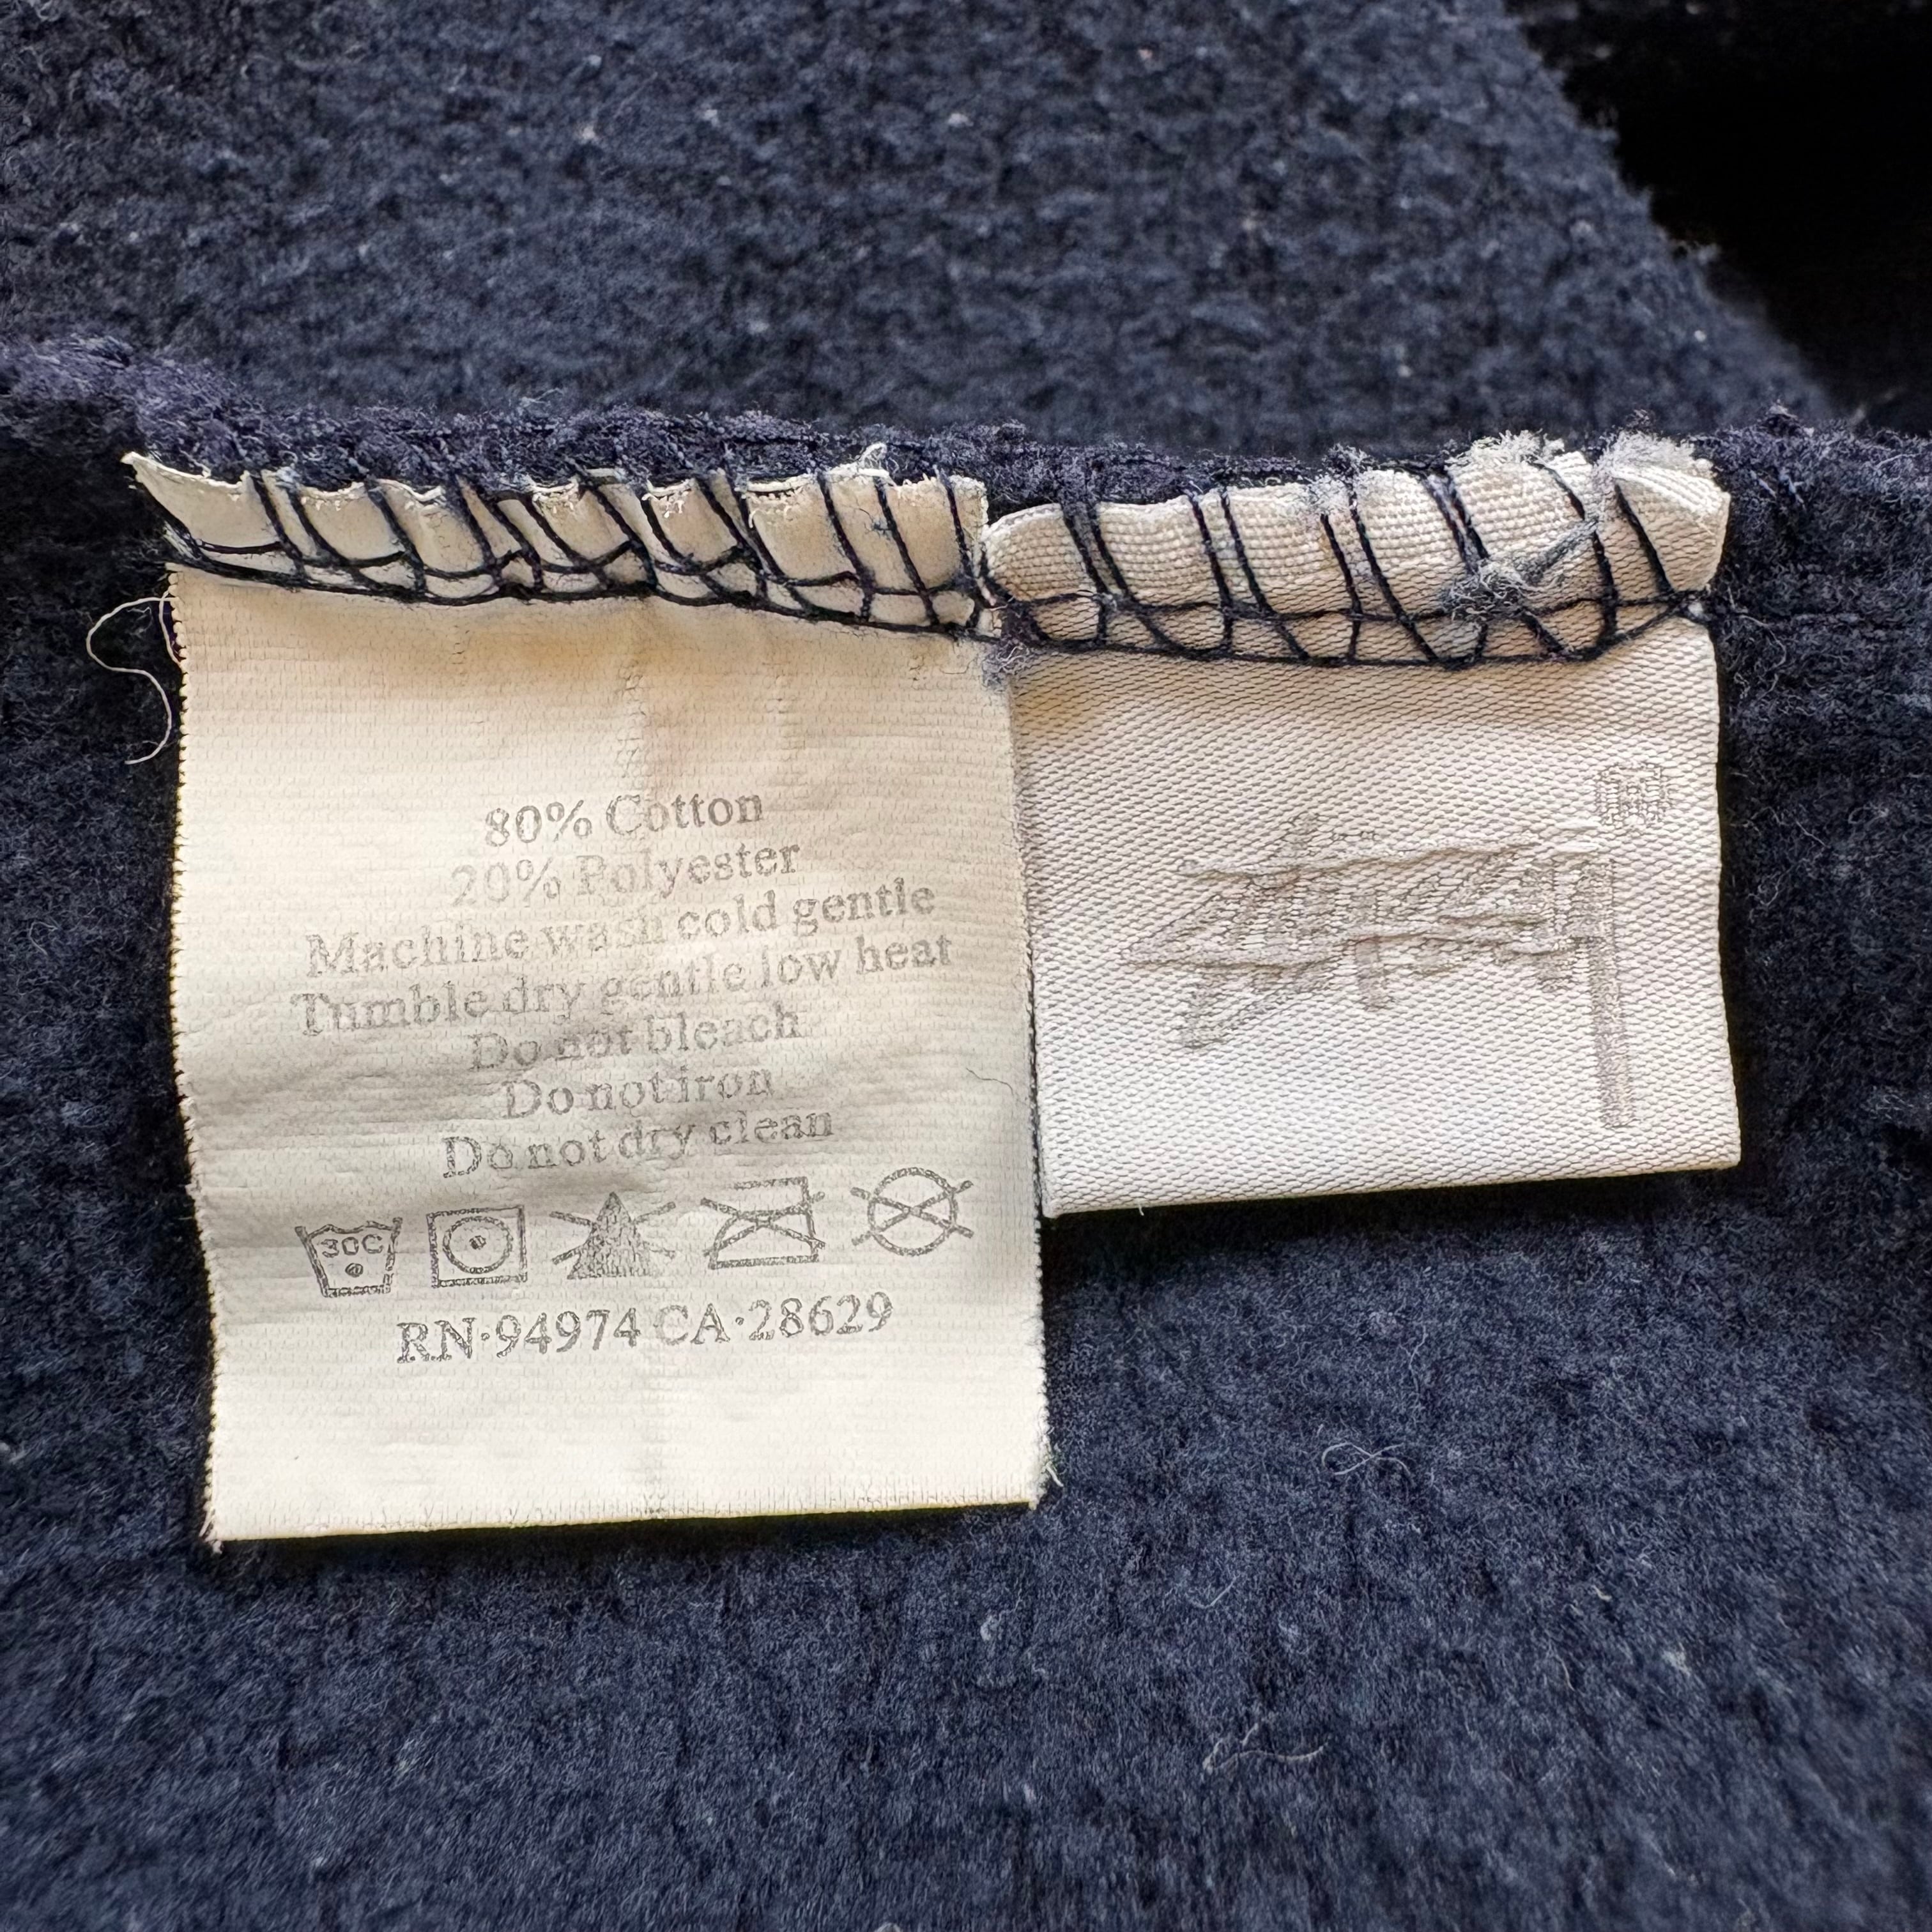 80% Cotton
20% Polyester
Machine wash cold gentle
Tumble dry gentle low heat
Do not bleach
Do not iron
Do not dry clean
30C
RN·94974 CA·28629